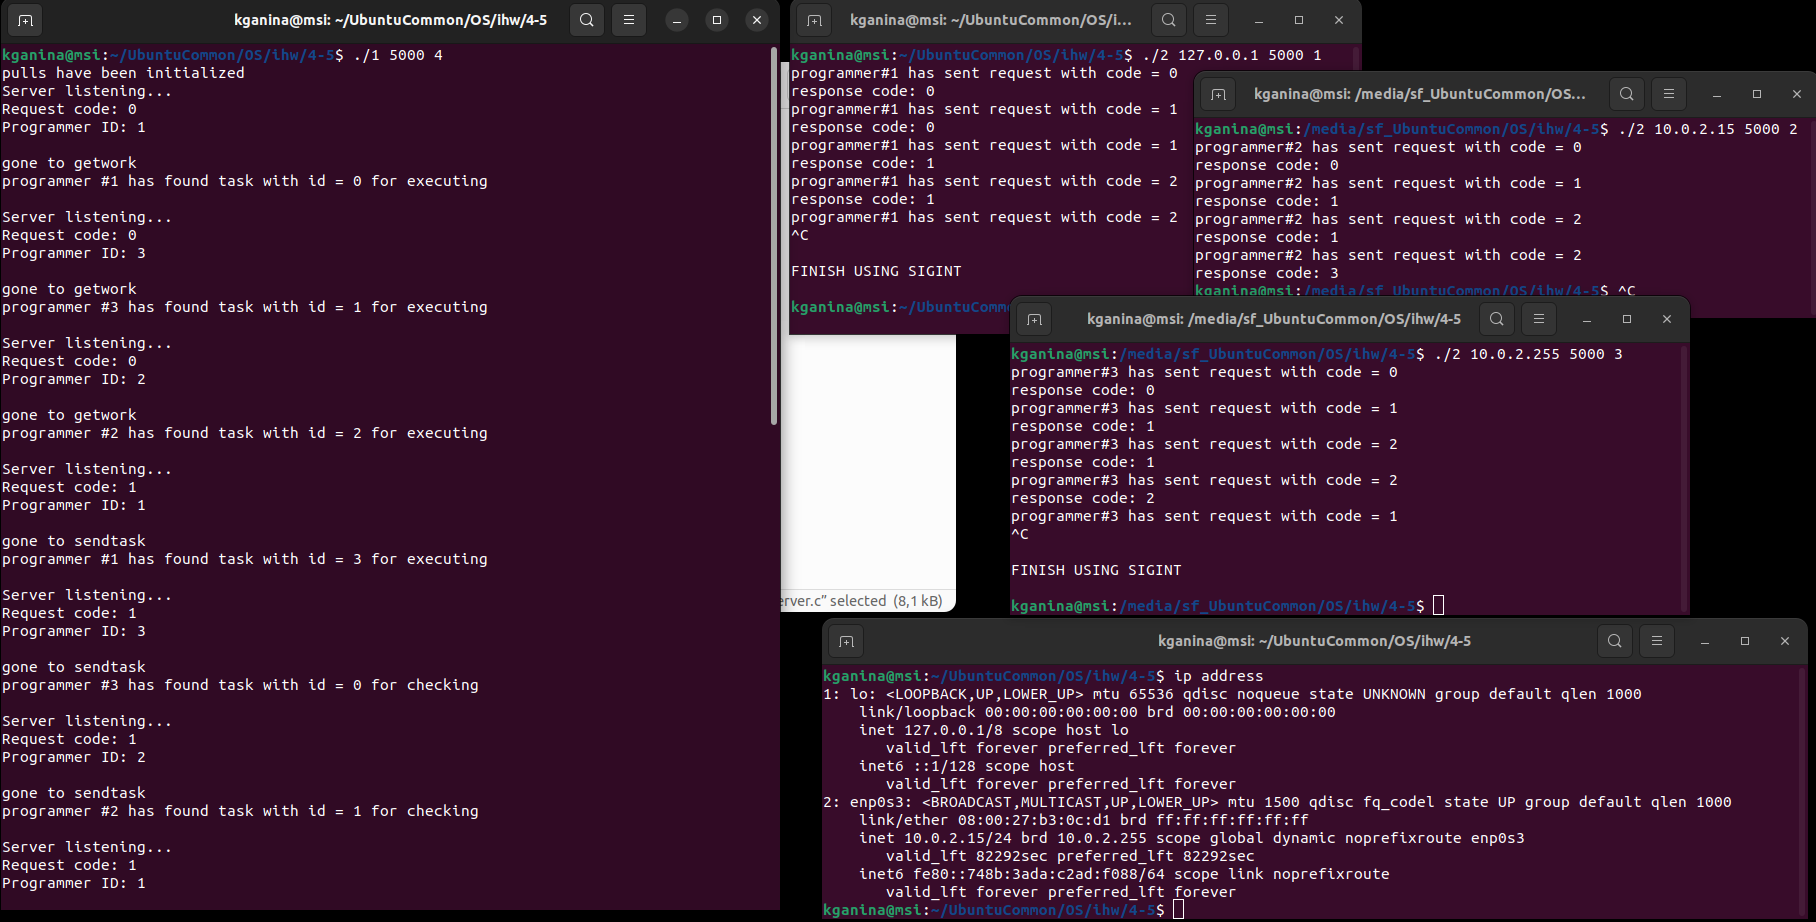 kganina@msi: ~/UbuntuCommon/OS/ihw/4-5
kganina@msi:~/UbuntuCommon/OS/ihw/4-5$ ./1 5000 4
pulls have been initialized
Server listening...
Request code: 0
Programmer ID: 1
gone to getwork
programmer #1 has found task with id = 0 for executing
Server listening...
Request code: 0
Programmer ID: 3
gone to getwork
programmer #3 has found task with id = 1 for executing
Server listening...
Request code: 0
Programmer ID: 2
gone to getwork
programmer #2 has found task with id = 2 for executing
Server listening...
Request code: 1
Programmer ID: 1
gone to sendtask
programmer #1 has found task with id = 3 for executing
Server listening...
Request code: 1
Programmer ID: 3
gone to sendtask
programmer #3 has found task with id = 0 for checking
Server listening...
Request code: 1
Programmer ID: 2
gone to sendtask
programmer #2 has found task with id = 1 for checking
Server listening...
Request code: 1
Programmer ID: 1
kganina@msi: ~/UbuntuCommon/OS/i...
kganina@msi:~/UbuntuCommon/OS/ihw/4-5$ ./2 127.0.0.1 5000 1
programmer#1 has sent request with code = 0
response code: 0
programmer#1 has sent request with code = 1
response code: 0
programmer#1 has sent request with code = 1
response code: 1
programmer#1 has sent request with code = 2
response code: 1
programmer#1 has sent request with code = 2
^C
FINISH USING SIGINT
kganina@msi:~/UbuntuComm
kganina@msi: /media/sf_UbuntuCommon/OS...
kganina@msi:/media/sf_UbuntuCommon/OS/ihw/4-5$ ./2 10.0.2.15 5000 2
programmer#2 has sent request with code = 0
response code: 0
programmer#2 has sent request with code = 1
response code: 1
programmer#2 has sent request with code = 2
response code: 1
programmer#2 has sent request with code = 2
response code: 3
kganina@msi:/media/sf_UbuntuCommon/OS/ihw/4-5$ ^C
kganina@msi: /media/sf_UbuntuCommon/OS/ihw/4-5
kganina@msi:/media/sf_UbuntuCommon/OS/ihw/4-5$ ./2 10.0.2.255 5000 3
programmer#3 has sent request with code = 0
response code: 0
programmer#3 has sent request with code = 1
response code: 1
programmer#3 has sent request with code = 2
response code: 1
programmer#3 has sent request with code = 2
response code: 2
programmer#3 has sent request with code = 1
^C
FINISH USING SIGINT
kganina@msi:/media/sf_UbuntuCommon/OS/ihw/4-5$
erver.c” selected (8,1 kB)
kganina@msi: ~/UbuntuCommon/OS/ihw/4-5
kganina@msi:~/UbuntuCommon/OS/ihw/4-5$ ip address
1: lo: <LOOPBACK,UP,LOWER_UP> mtu 65536 qdisc noqueue state UNKNOWN group default qlen 1000
link/loopback 00:00:00:00:00:00 brd 00:00:00:00:00:00
inet 127.0.0.1/8 scope host lo
valid_lft forever preferred_lft forever
inet6 ::1/128 scope host
valid_lft forever preferred_lft forever
2: enp0s3: <BROADCAST,MULTICAST,UP,LOWER_UP> mtu 1500 qdisc fq_codel state UP group default qlen 1000
link/ether 08:00:27:b3:0c:d1 brd ff:ff:ff:ff:ff:ff
inet 10.0.2.15/24 brd 10.0.2.255 scope global dynamic noprefixroute enp0s3
valid_lft 82292sec preferred_lft 82292sec
inet6 fe80::748b:3ada:c2ad:f088/64 scope link noprefixroute
valid_lft forever preferred_lft forever
kganina@msi:~/UbuntuCommon/OS/ihw/4-5$